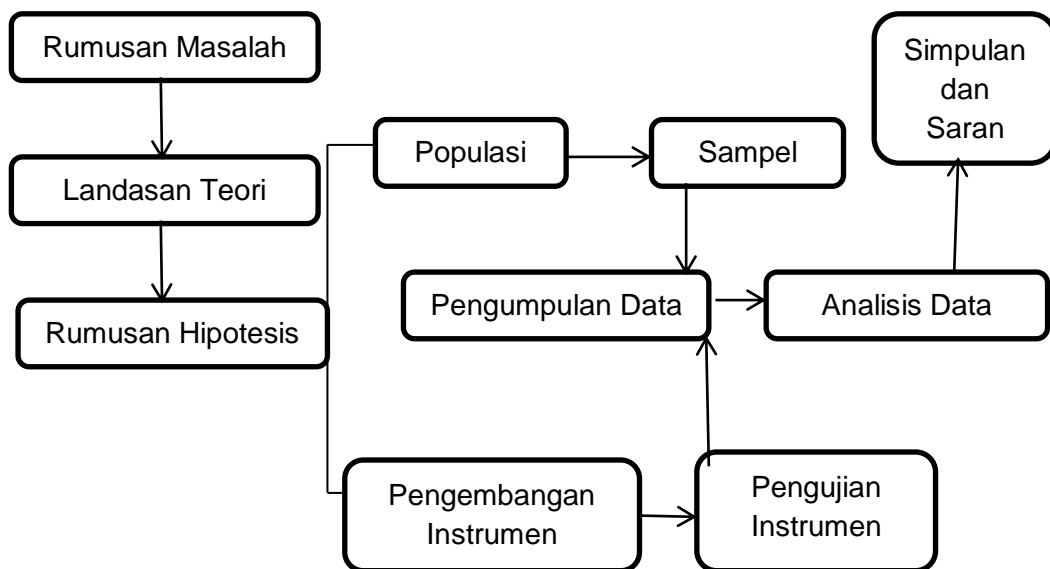 Rumusan Masalah
Landasan Teori
Rumusan Hipotesis
Populasi
Sampel
Pengumpulan Data
Analisis Data
Simpulan
dan
Saran
Pengembangan
Instrumen
Pengujian
Instrumen